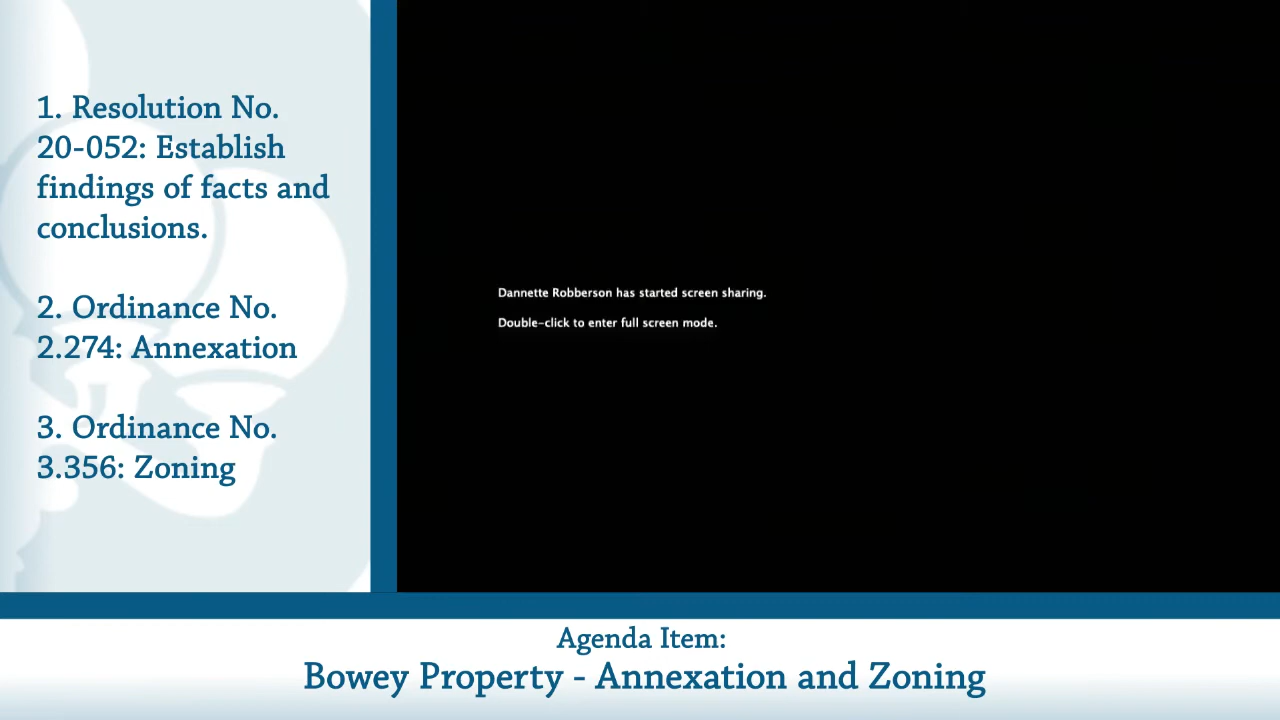 1. Resolution No.
20-052: Establish
findings of facts and
conclusions.
2. Ordinance No.
2.274: Annexation
3. Ordinance No.
3.356: Zoning
Dannette Robberson has started screen sharing.
Double-click to enter full screen mode.
Agenda Item:
Bowey Property - Annexation and Zoning